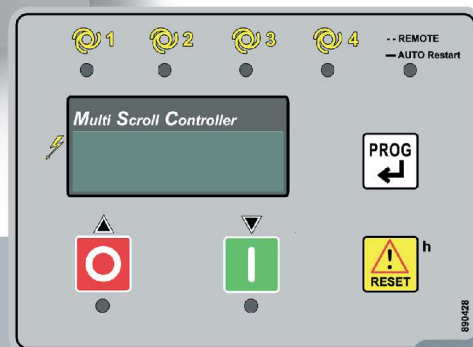 1 2 3 4
-- REMOTE
— AUTO Restart
Multi Scroll Controller
PROG
h
RESET
890428